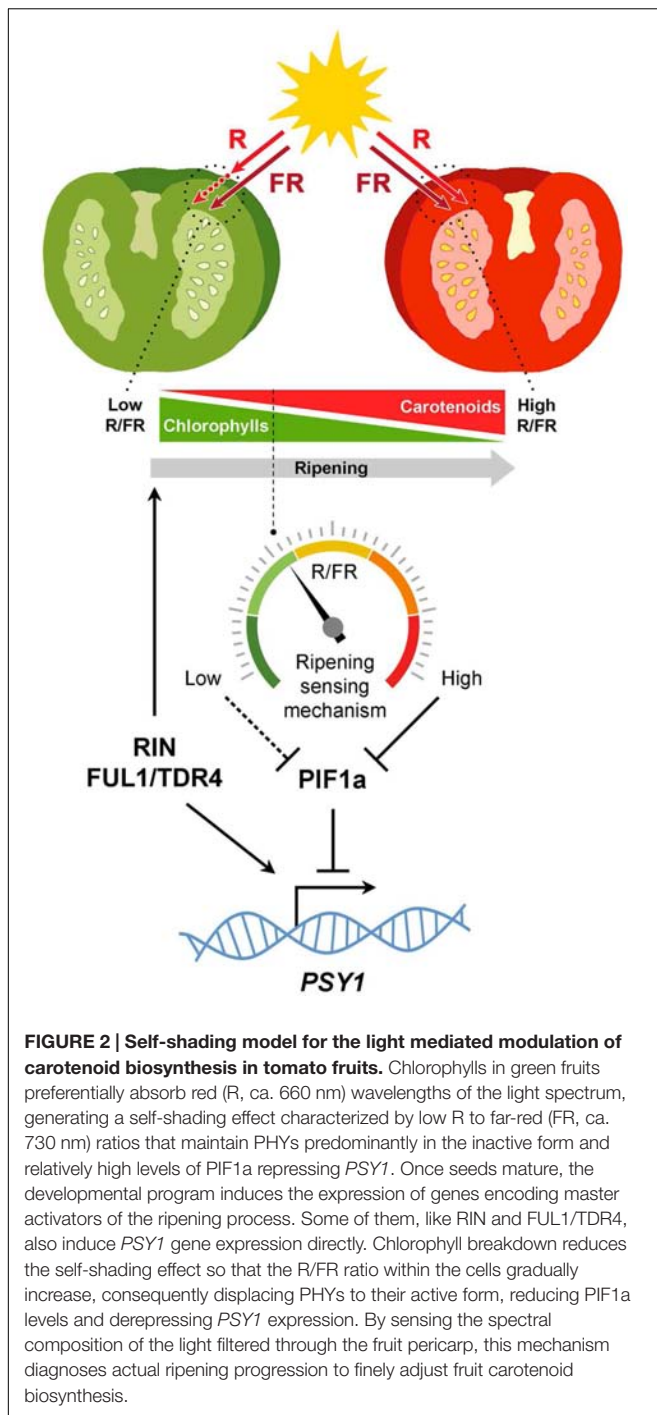 R
R
FR
FR
Low
R/FR
Carotenoids
Chlorophylls
High
R/FR
Ripening
R/FR
Ripening
sensing
mechanism
Low
High
RIN
FUL1/TDR4
PIF1a
PSY1
FIGURE 2 | Self-shading model for the light mediated modulation of
carotenoid biosynthesis in tomato fruits. Chlorophylls in green fruits
preferentially absorb red (R, ca. 660 nm) wavelengths of the light spectrum,
generating a self-shading effect characterized by low R to far-red (FR, ca.
730 nm) ratios that maintain PHYs predominantly in the inactive form and
relatively high levels of PIF1a repressing PSY1. Once seeds mature, the
developmental program induces the expression of genes encoding master
activators of the ripening process. Some of them, like RIN and FUL1/TDR4,
also induce PSY1 gene expression directly. Chlorophyll breakdown reduces
the self-shading effect so that the R/FR ratio within the cells gradually
increase, consequently displacing PHYs to their active form, reducing PIF1a
levels and derepressing PSY1 expression. By sensing the spectral
composition of the light filtered through the fruit pericarp, this mechanism
diagnoses actual ripening progression to finely adjust fruit carotenoid
biosynthesis.